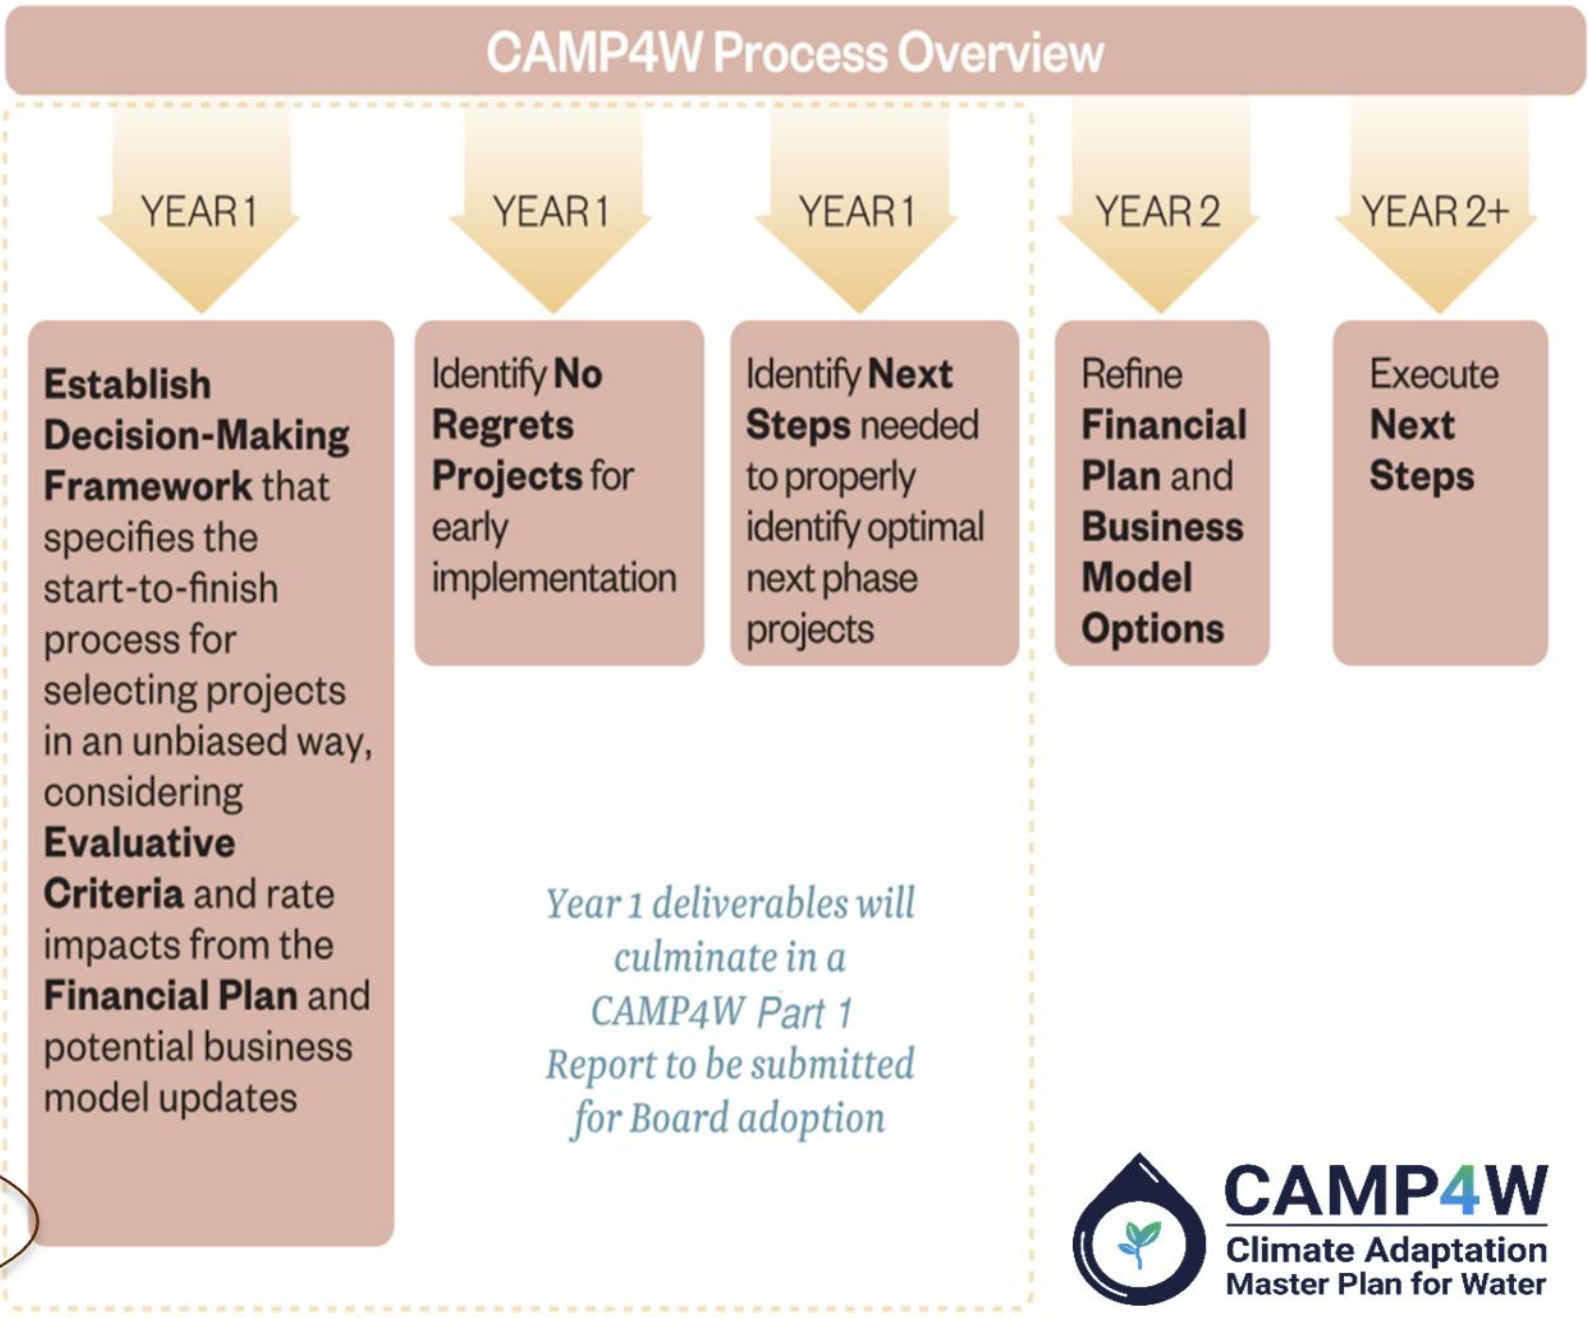 CAMP4W Process Overview
YEAR 1
Establish
Decision-Making
Framework that
specifies the
start-to-finish
process for
selecting projects
in an unbiased way,
considering
Evaluative
Criteria and rate
impacts from the
Financial Plan and
potential business
model updates
YEAR 1
Identify No
Regrets
Projects for
early
implementation
YEAR 1
Identify Next
Steps needed
to properly
identify optimal
next phase
projects
YEAR 2
Refine
Financial
Plan and
Business
Model
Options
YEAR 2+
Execute
Next
Steps
Year 1 deliverables will
culminate in a
CAMP4W Part 1
Report to be submitted
for Board adoption
CAMP4W
Climate Adaptation
Master Plan for Water